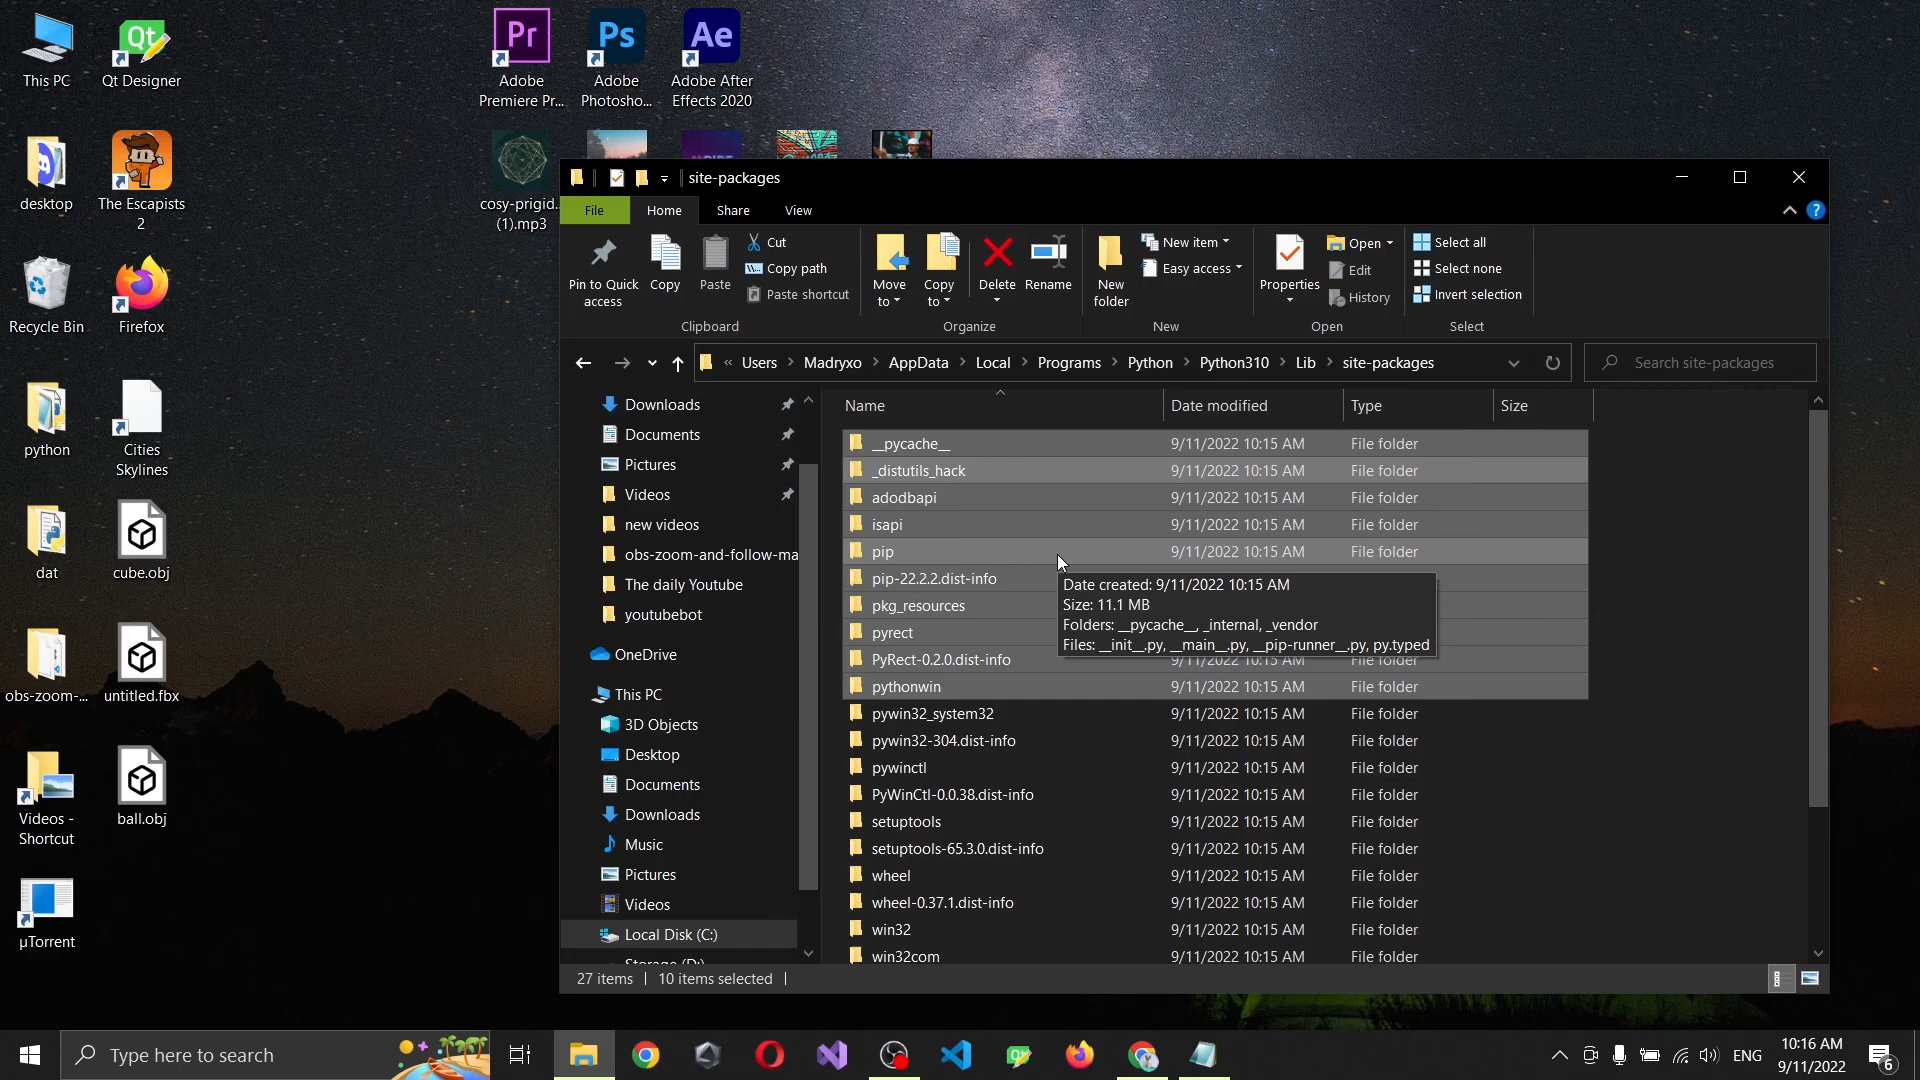 This PC
Qt Designer
Adobe
Premiere Pr...
Adobe
Photosho...
Adobe After
Effects 2020
desktop
The Escapists
2
cosy-prigid...
(1).mp3
Recycle Bin
Firefox
python
Cities
Skylines
dat
cube.obj
obs-zoom-...
untitled.fbx
Videos -
Shortcut
ball.obj
µTorrent
site-packages
File
Home
Share
View
Pin to Quick
access
Copy
Paste
Cut
Copy path
Paste shortcut
Clipboard
Move
to
Copy
to
Delete
Rename
Organize
New
folder
New item
Easy access
New
Properties
Open
Edit
History
Open
Select all
Select none
Invert selection
Select
« Users > Madryxo > AppData > Local > Programs > Python > Python310 > Lib > site-packages
Search site-packages
Downloads
Documents
Pictures
Videos
new videos
obs-zoom-and-follow-ma
The daily Youtube
youtubebot
OneDrive
This PC
3D Objects
Desktop
Documents
Downloads
Music
Pictures
Videos
Local Disk (C:)
Storage (D:)
Name Date modified Type Size
__pycache__ 9/11/2022 10:15 AM File folder
_distutils_hack 9/11/2022 10:15 AM File folder
adodbapi 9/11/2022 10:15 AM File folder
isapi 9/11/2022 10:15 AM File folder
pip 9/11/2022 10:15 AM File folder
pip-22.2.2.dist-info
pkg_resources
pyrect
PyRect-0.2.0.dist-info 9/11/2022 10:15 AM File folder
pythonwin 9/11/2022 10:15 AM File folder
pywin32_system32 9/11/2022 10:15 AM File folder
pywin32-304.dist-info 9/11/2022 10:15 AM File folder
pywinctl 9/11/2022 10:15 AM File folder
PyWinCtl-0.0.38.dist-info 9/11/2022 10:15 AM File folder
setuptools 9/11/2022 10:15 AM File folder
setuptools-65.3.0.dist-info 9/11/2022 10:15 AM File folder
wheel 9/11/2022 10:15 AM File folder
wheel-0.37.1.dist-info 9/11/2022 10:15 AM File folder
win32 9/11/2022 10:15 AM File folder
win32com 9/11/2022 10:15 AM File folder
Date created: 9/11/2022 10:15 AM
Size: 11.1 MB
Folders: __pycache__, _internal, _vendor
Files: __init__.py, __main__.py, __pip-runner__.py, py.typed
27 items
10 items selected
Type here to search
ENG
10:16 AM
9/11/2022
6